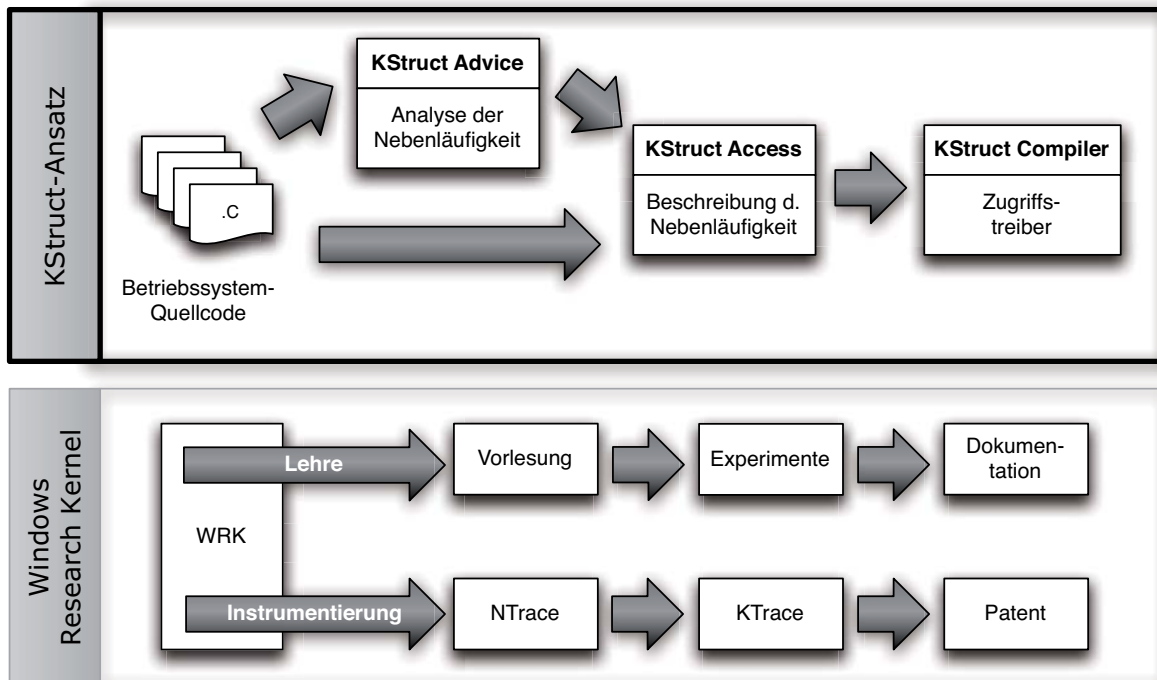 KStruct-Ansatz
KStruct Advice
Analyse der
Nebenläufigkeit
.C
Betriebssystem-
Quellcode
KStruct Access
Beschreibung d.
Nebenläufigkeit
KStruct Compiler
Zugriffs-
treiber
Windows
Research Kernel
WRK
Lehre
Vorlesung
Experimente
Dokumen-
tation
Instrumentierung
NTrace
KTrace
Patent